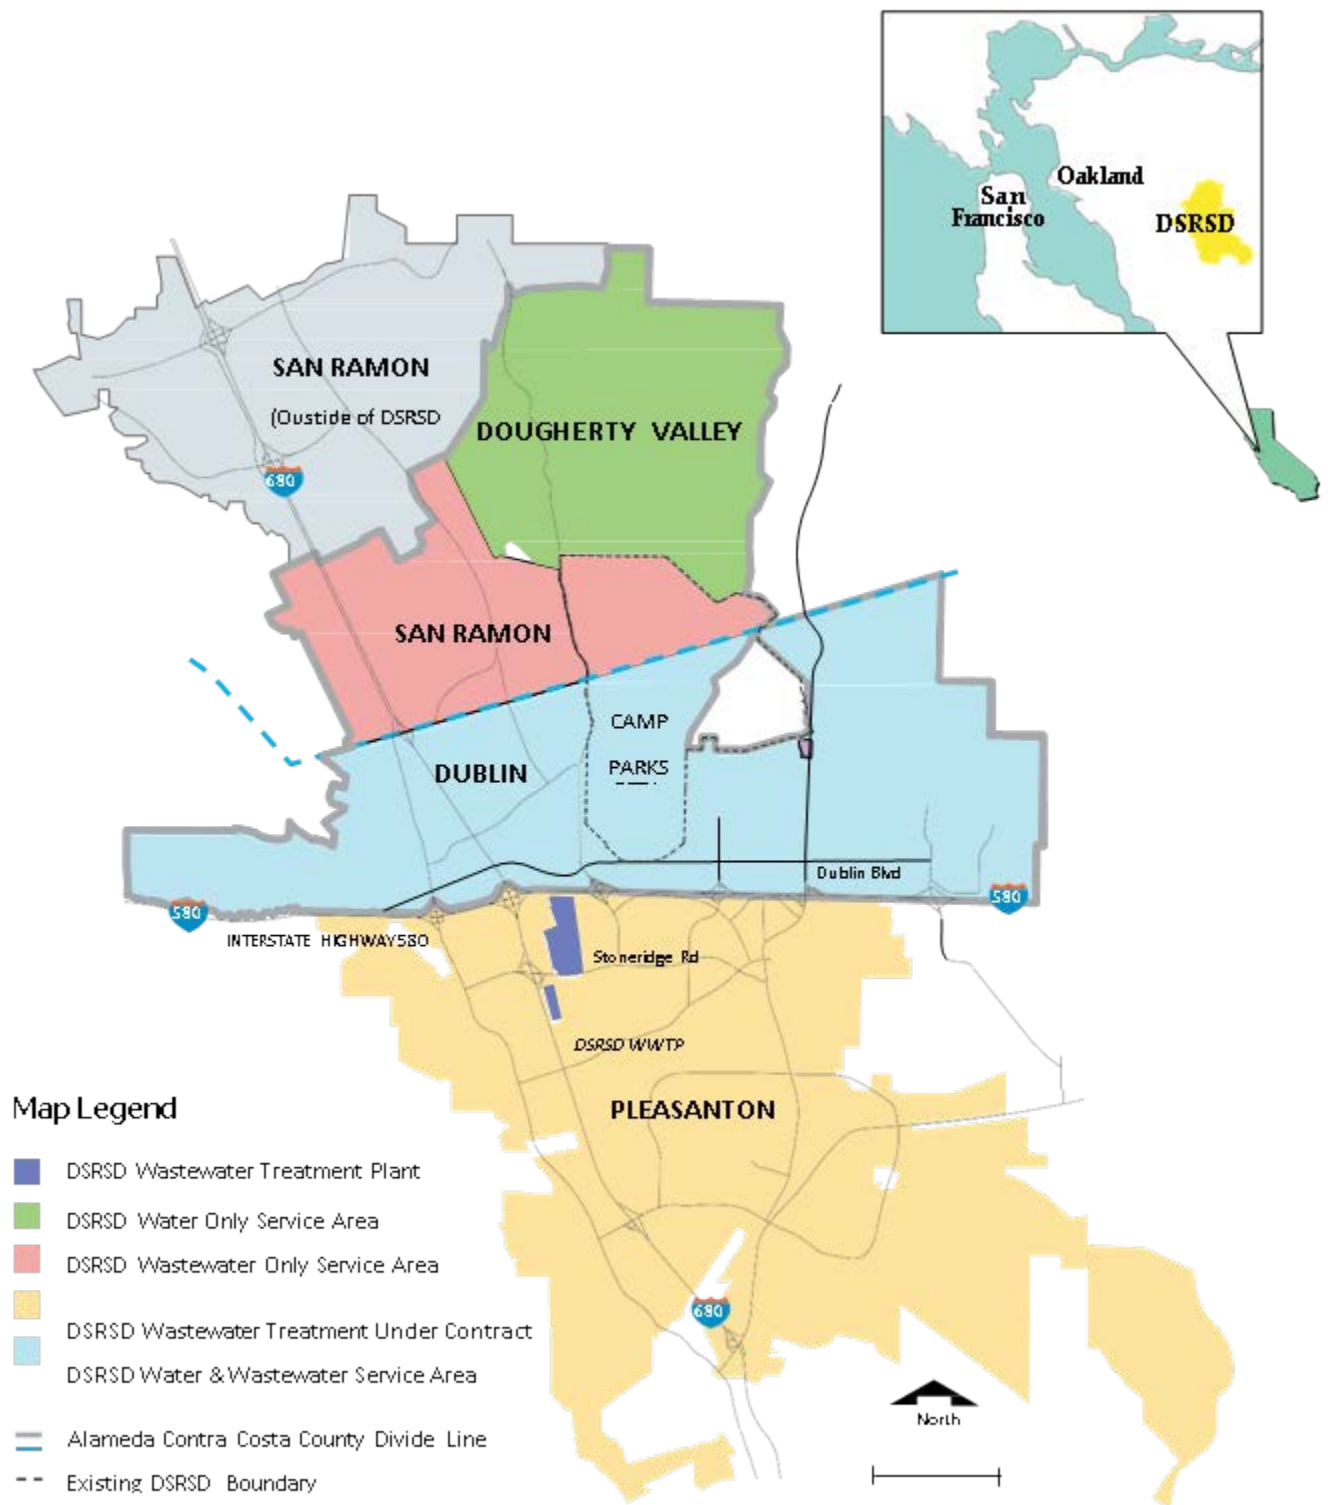 Oakland
San
Francisco
DSRSD
SAN RAMON
(Oustide of DSRSD
DOUGHERTY VALLEY
680
SAN RAMON
CAMP
PARKS
DUBLIN
Dublin Blvd
580
580
INTERSTATE HIGHWAY 580
Stoneridge Rd
DSRSD WWTP
PLEASANTON
680
North
Map Legend
DSRSD Wastewater Treatment Plant
DSRSD Water Only Service Area
DSRSD Wastewater Only Service Area
DSRSD Wastewater Treatment Under Contract
DSRSD Water & Wastewater Service Area
Alameda Contra Costa County Divide Line
Existing DSRSD Boundary